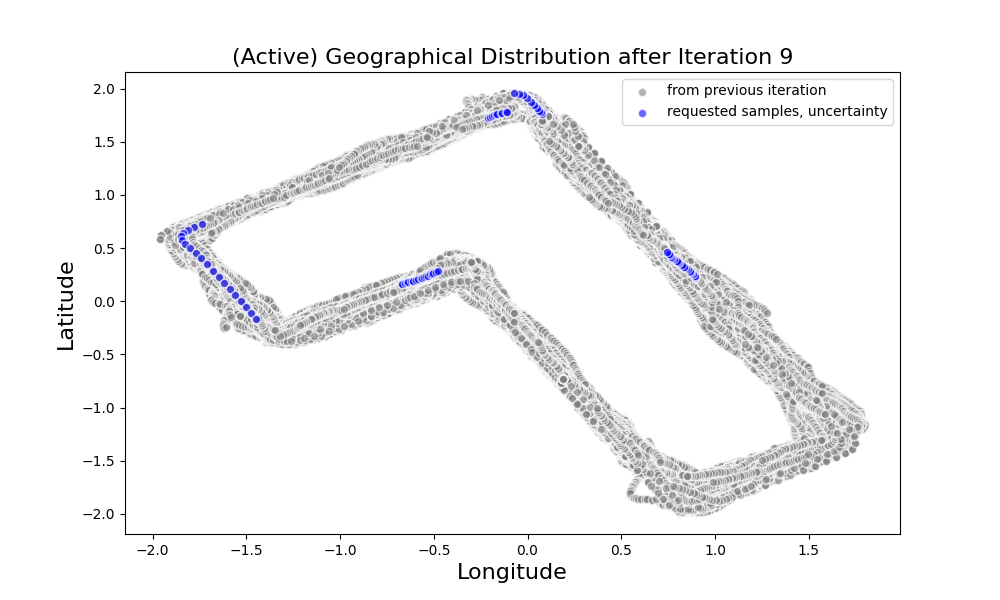 (Active) Geographical Distribution after Iteration 9
from previous iteration
requested samples, uncertainty
Latitude
2.0
1.5
1.0
0.5
0.0
−0.5
−1.0
−1.5
−2.0
−2.0 −1.5 −1.0 −0.5 0.0 0.5 1.0 1.5
Longitude